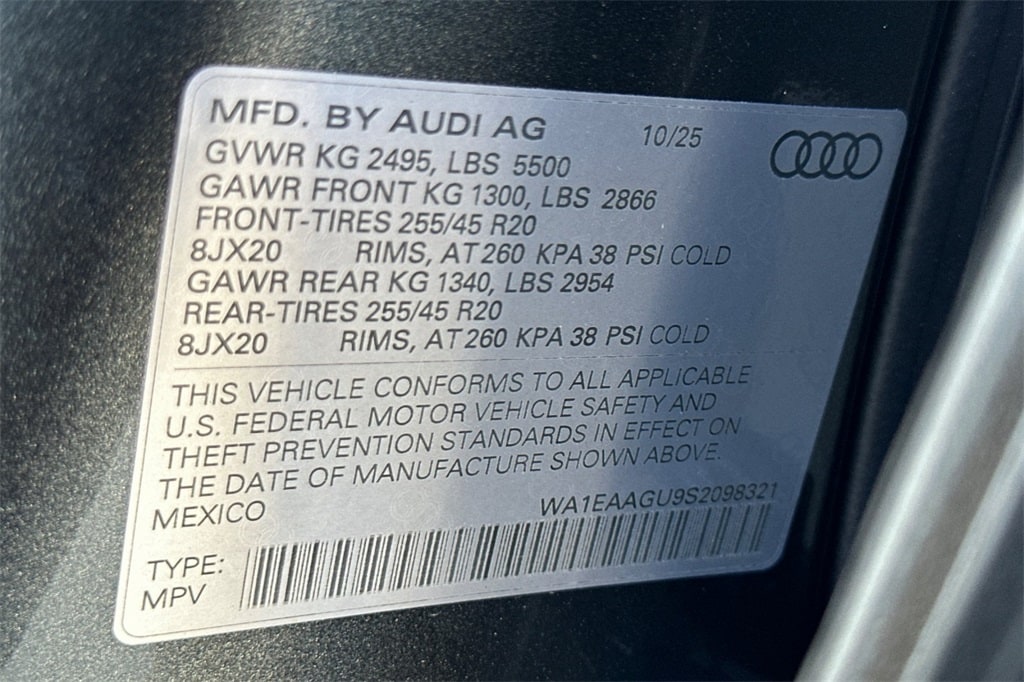 MFD. BY AUDI AG 10/25
GVWR KG 2495, LBS 5500
GAWR FRONT KG 1300, LBS 2866
FRONT-TIRES 255/45 R20
8JX20 RIMS, AT 260 KPA 38 PSI COLD
GAWR REAR KG 1340, LBS 2954
REAR-TIRES 255/45 R20
8JX20 RIMS, AT 260 KPA 38 PSI COLD
THIS VEHICLE CONFORMS TO ALL APPLICABLE
U.S. FEDERAL MOTOR VEHICLE SAFETY AND
THEFT PREVENTION STANDARDS IN EFFECT ON
THE DATE OF MANUFACTURE SHOWN ABOVE.
MEXICO WA1EAAGU9S2098321
TYPE:
MPV